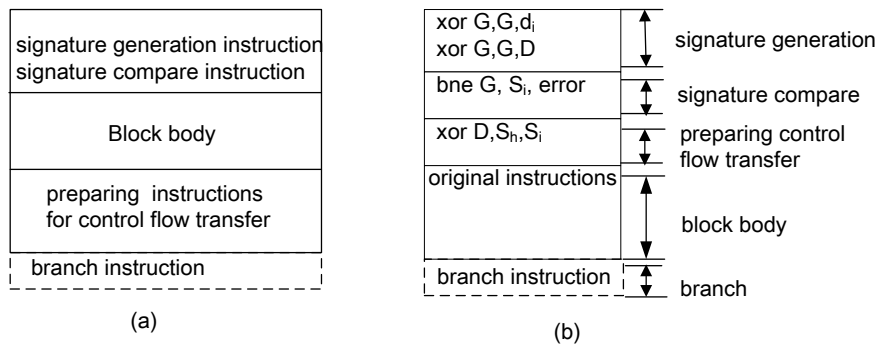 signature generation instruction
signature compare instruction
Block body
preparing instructions
for control flow transfer
branch instruction
(a)
xor G,G,dᵢ
xor G,G,D
bne G, Sᵢ, error
xor D,Sₕ,Sᵢ
original instructions
branch instruction
signature generation
signature compare
preparing control
flow transfer
block body
branch
(b)